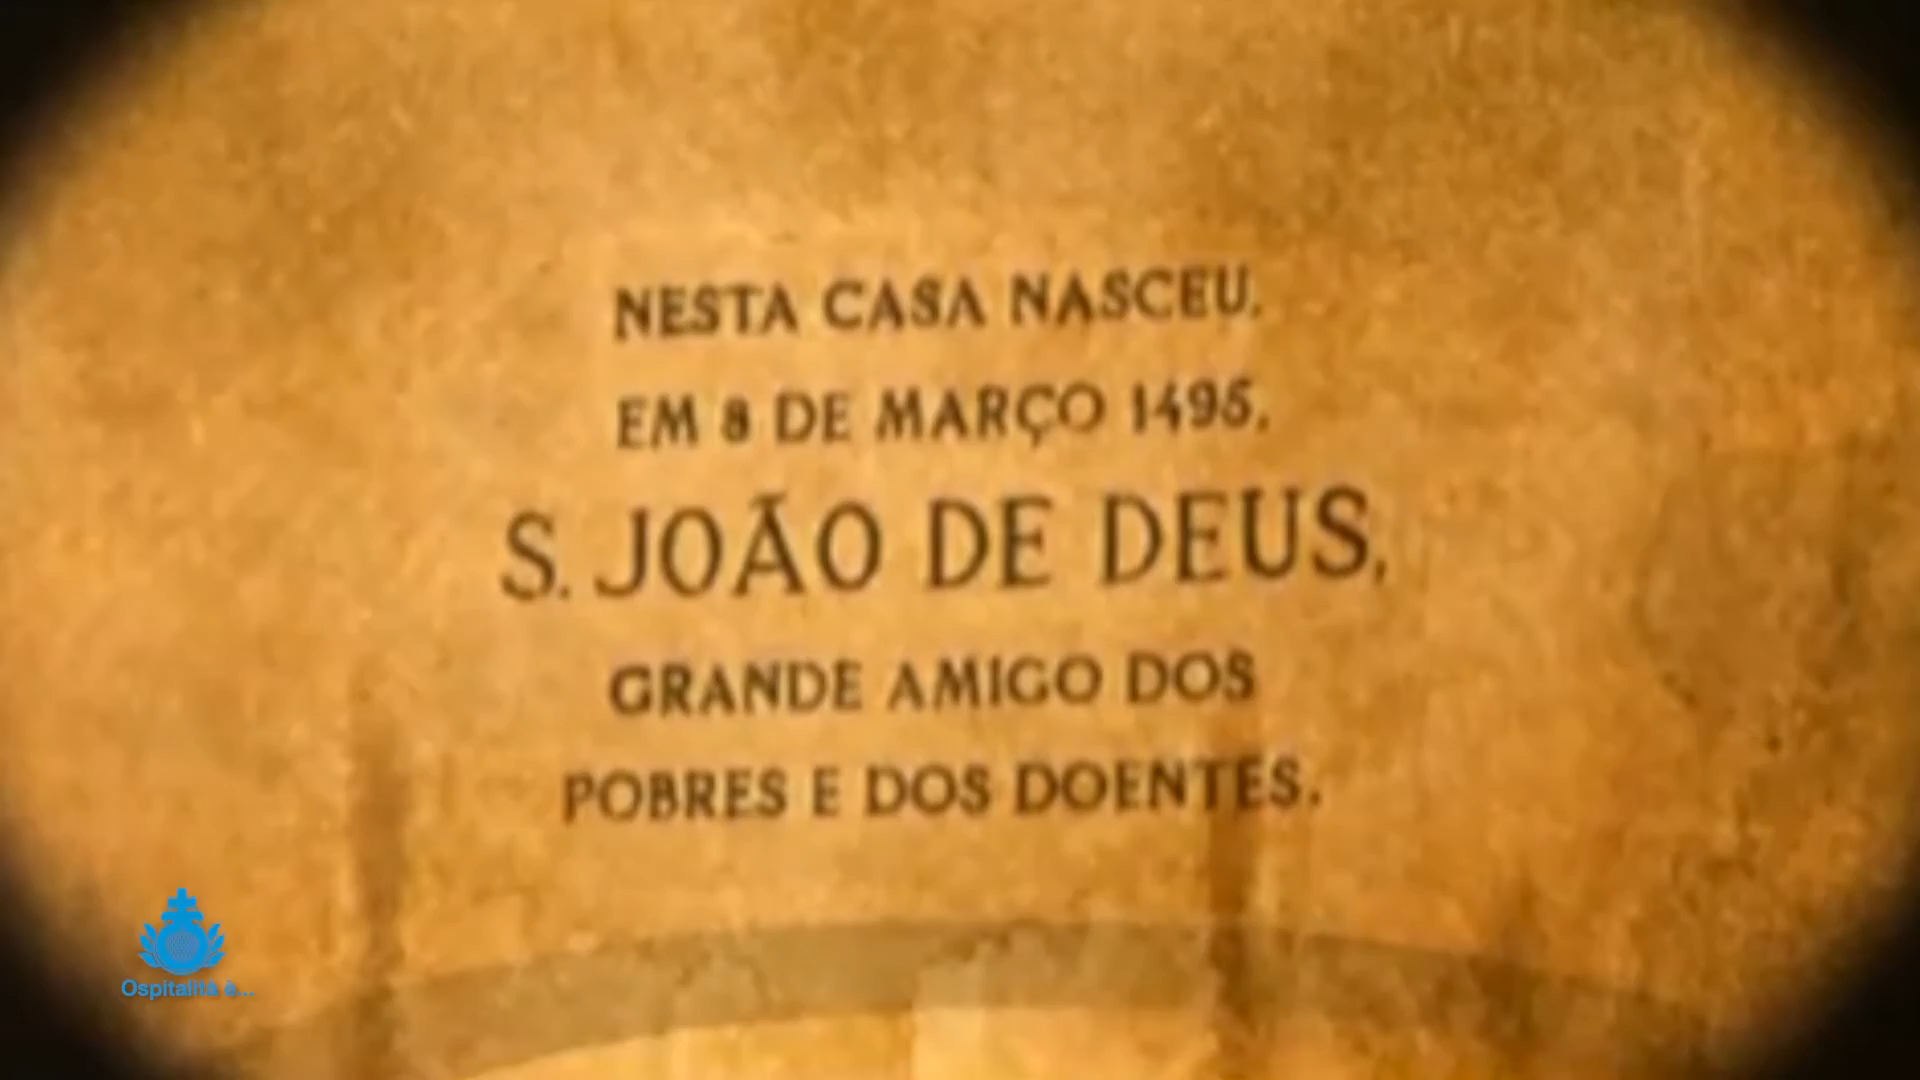 NESTA CASA NASCEU,
EM 8 DE MARÇO 1495,
S. JOÃO DE DEUS,
GRANDE AMIGO DOS
POBRES E DOS DOENTES.
Ospitalità è...